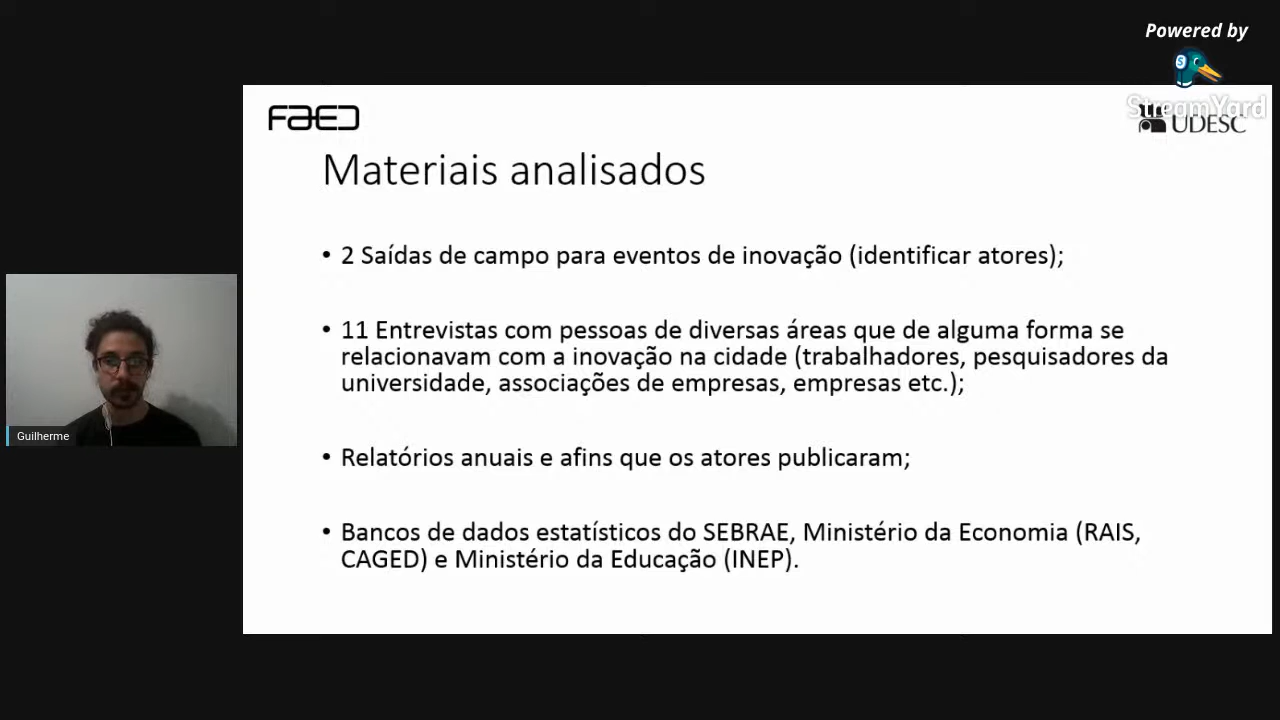 Powered by
StreamYard
FAED
UDESC
Materiais analisados
• 2 Saídas de campo para eventos de inovação (identificar atores);
• 11 Entrevistas com pessoas de diversas áreas que de alguma forma se
relacionavam com a inovação na cidade (trabalhadores, pesquisadores da
universidade, associações de empresas, empresas etc.);
• Relatórios anuais e afins que os atores publicaram;
• Bancos de dados estatísticos do SEBRAE, Ministério da Economia (RAIS,
CAGED) e Ministério da Educação (INEP).
Guilherme